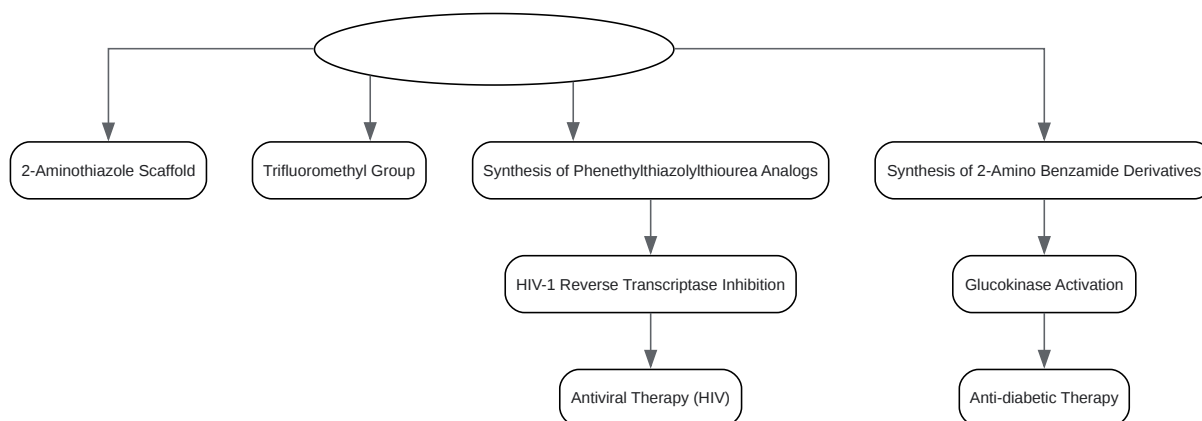 2-Aminothiazole Scaffold
Trifluoromethyl Group
Synthesis of Phenethylthiazolylthiourea Analogs
Synthesis of 2-Amino Benzamide Derivatives
HIV-1 Reverse Transcriptase Inhibition
Glucokinase Activation
Antiviral Therapy (HIV)
Anti-diabetic Therapy